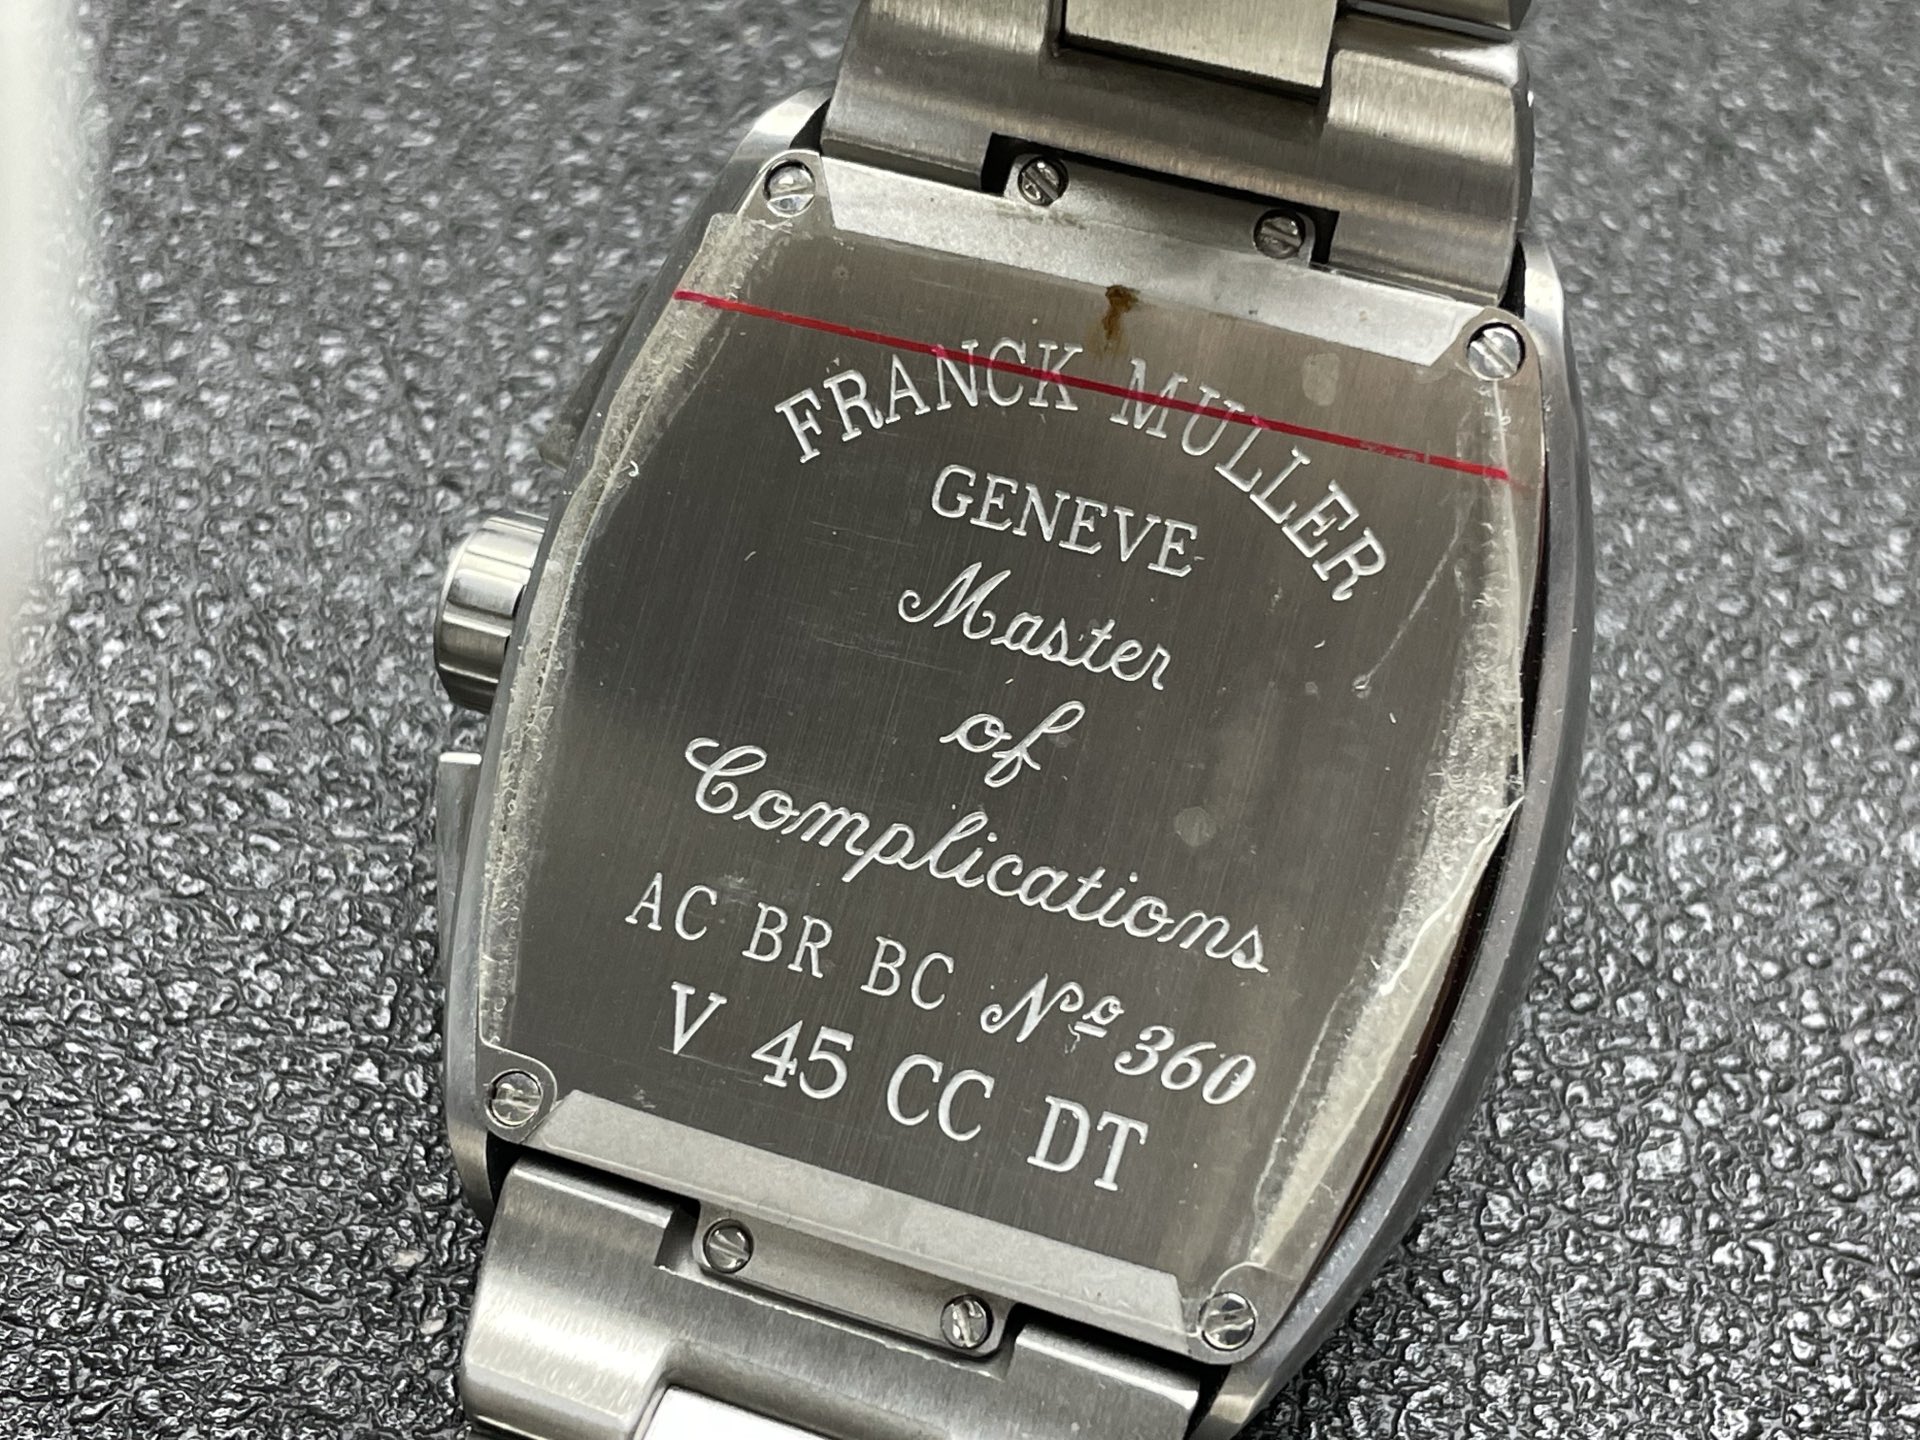 FRANCK MULLER
GENEVE
Master
of
Complications
AC BR BC Nº 360
V 45 CC DT